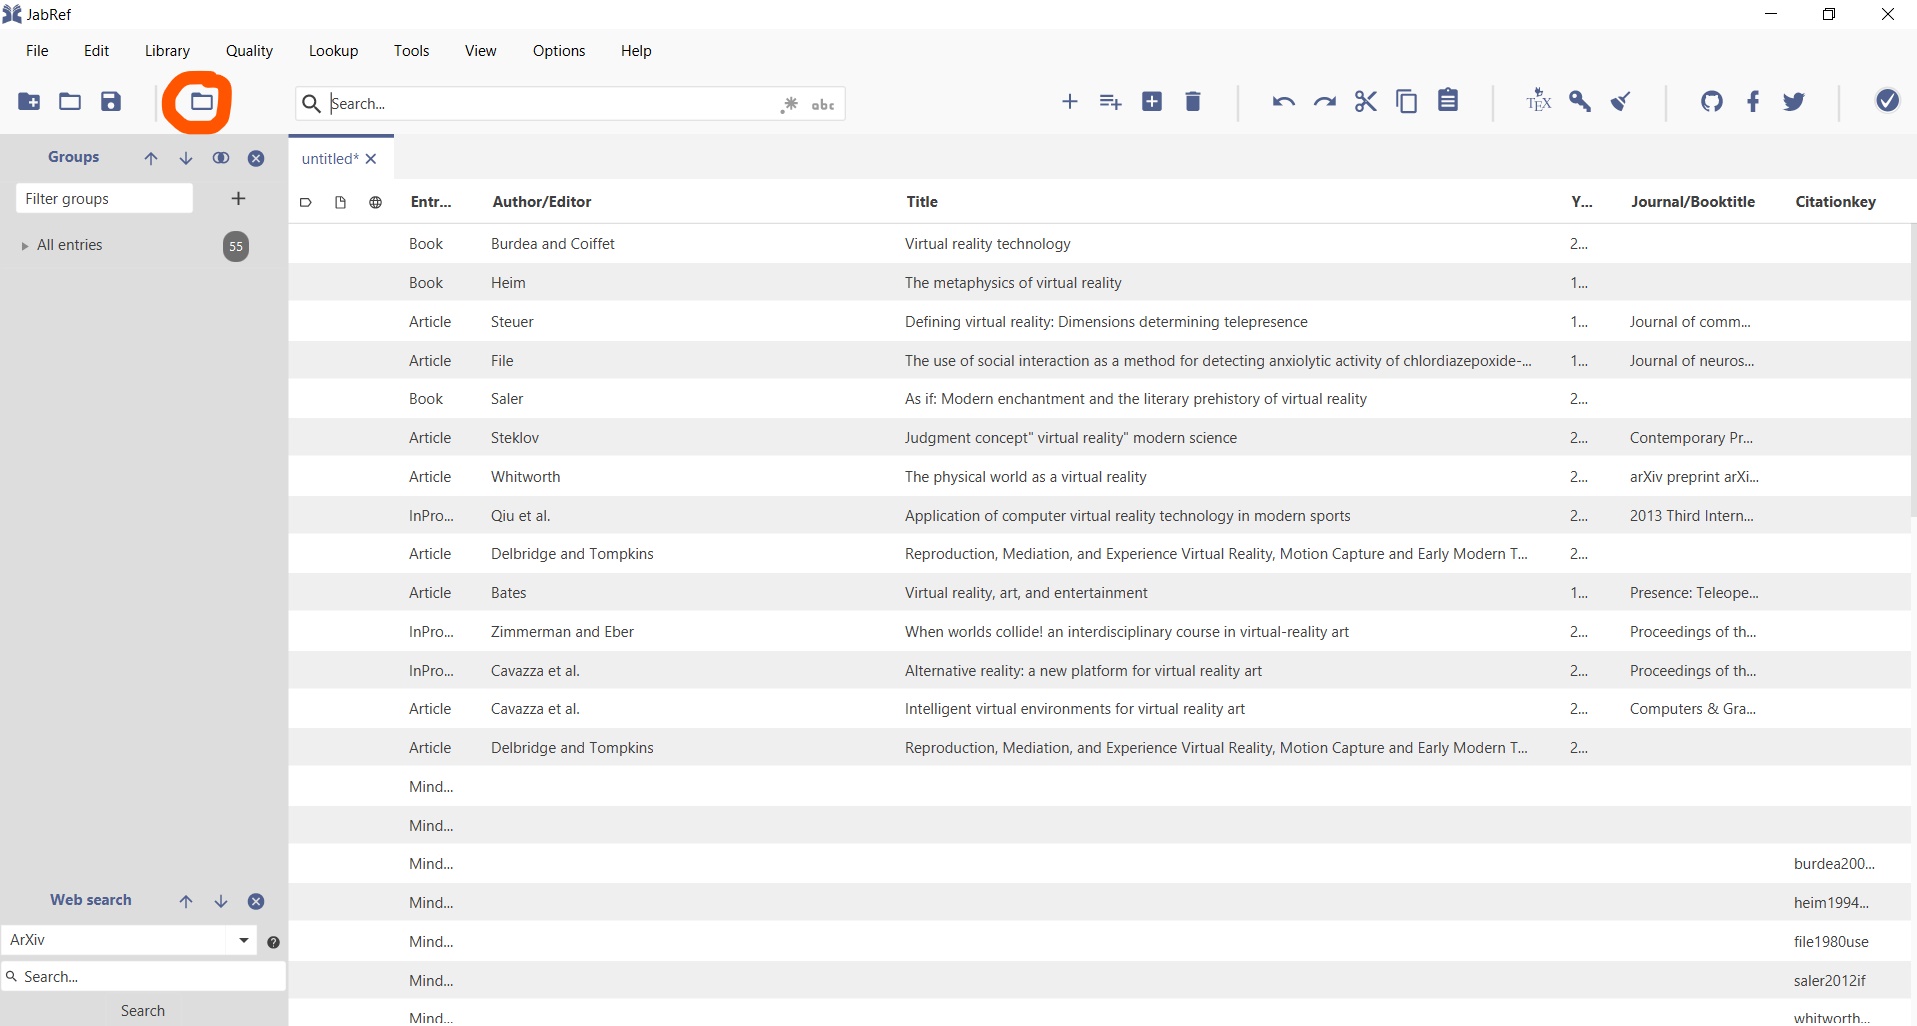 JabRef
File Edit Library Quality Lookup Tools View Options Help
Search... abc TEX
Groups
untitled*
Filter groups
Entr... Author/Editor Title Y... Journal/Booktitle Citationkey
All entries 55
Book Burdea and Coiffet Virtual reality technology 2...
Book Heim The metaphysics of virtual reality 1...
Article Steuer Defining virtual reality: Dimensions determining telepresence 1... Journal of comm...
Article File The use of social interaction as a method for detecting anxiolytic activity of chlordiazepoxide-... 1... Journal of neuros...
Book Saler As if: Modern enchantment and the literary prehistory of virtual reality 2...
Article Steklov Judgment concept" virtual reality" modern science 2... Contemporary Pr...
Article Whitworth The physical world as a virtual reality 2... arXiv preprint arXi...
InPro... Qiu et al. Application of computer virtual reality technology in modern sports 2... 2013 Third Intern...
Article Delbridge and Tompkins Reproduction, Mediation, and Experience Virtual Reality, Motion Capture and Early Modern T... 2...
Article Bates Virtual reality, art, and entertainment 1... Presence: Teleope...
InPro... Zimmerman and Eber When worlds collide! an interdisciplinary course in virtual-reality art 2... Proceedings of th...
InPro... Cavazza et al. Alternative reality: a new platform for virtual reality art 2... Proceedings of th...
Article Cavazza et al. Intelligent virtual environments for virtual reality art 2... Computers & Gra...
Article Delbridge and Tompkins Reproduction, Mediation, and Experience Virtual Reality, Motion Capture and Early Modern T... 2...
Mind...
Mind...
Mind... burdea200...
Mind... heim1994...
Mind... file1980use
Mind... saler2012if
Mind... whitworth...
Web search
ArXiv
Search...
Search